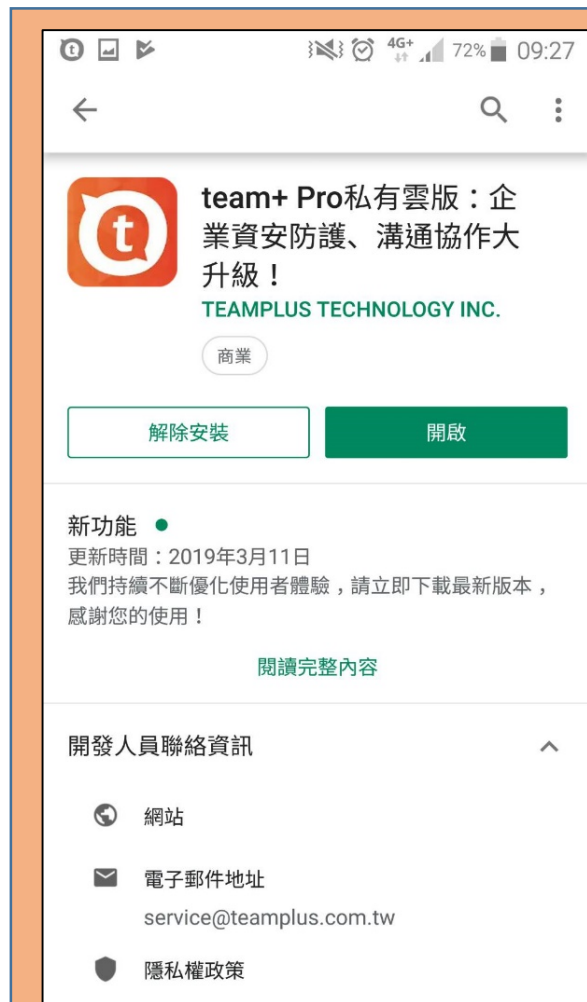 4G+ 72% 09:27
team+ Pro私有雲版：企
業資安防護、溝通協作大
升級！
TEAMPLUS TECHNOLOGY INC.
商業
解除安裝 開啟
新功能
更新時間：2019年3月11日
我們持續不斷優化使用者體驗，請立即下載最新版本，
感謝您的使用！
閱讀完整內容
開發人員聯絡資訊
網站
電子郵件地址
service@teamplus.com.tw
隱私權政策